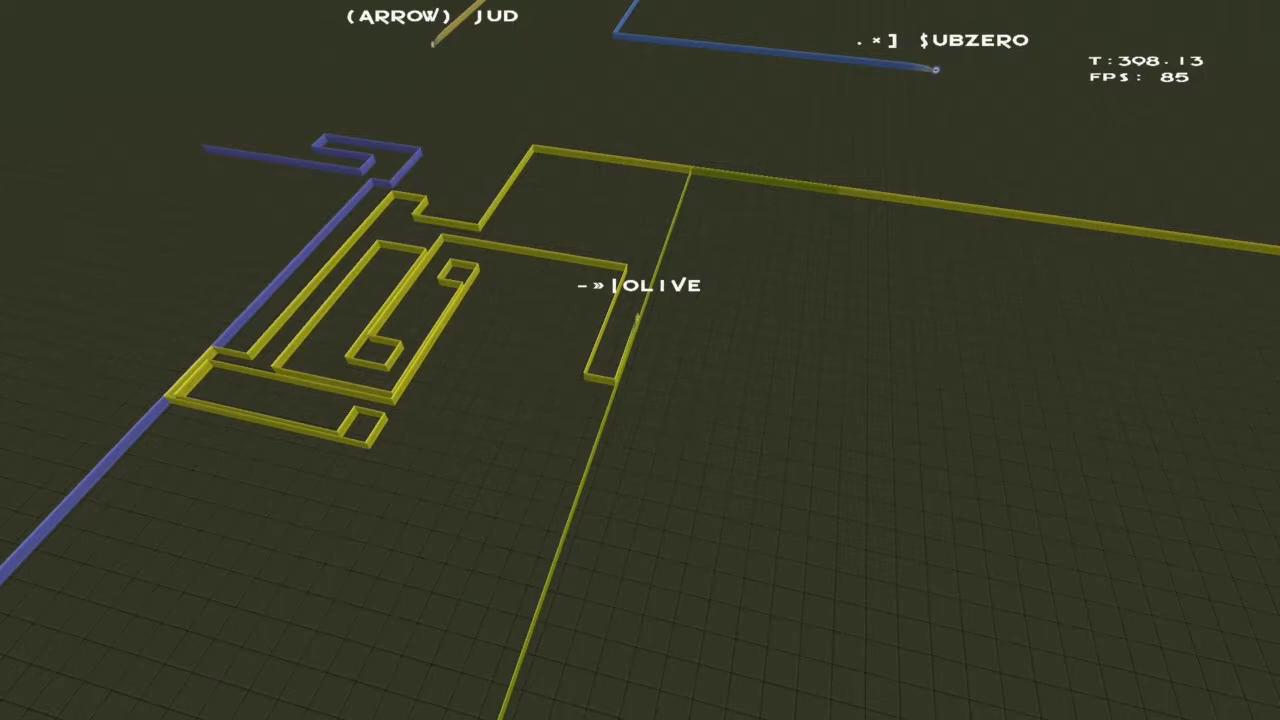 (ARROW) JUD
.×] $UBZERO
T:398.13
FPS: 85
-»|OLIVE